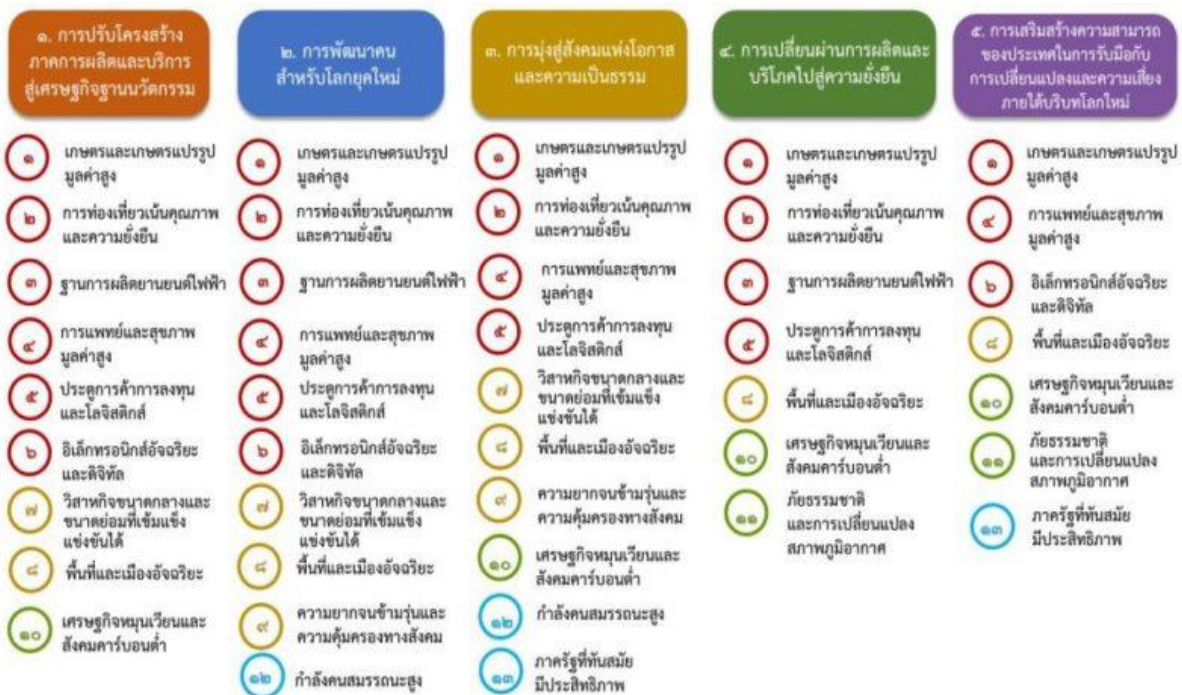 ๑. การปรับโครงสร้าง
ภาคการผลิตและบริการ
สู่เศรษฐกิจฐานนวัตกรรม
๑
เกษตรและเกษตรแปรรูป
มูลค่าสูง
๒
การท่องเที่ยวเน้นคุณภาพ
และความยั่งยืน
๓
ฐานการผลิตยานยนต์ไฟฟ้า
๔
การแพทย์และสุขภาพ
มูลค่าสูง
๕
ประตูการค้าการลงทุน
และโลจิสติกส์
๖
อิเล็กทรอนิกส์อัจฉริยะ
และดิจิทัล
๗
วิสาหกิจขนาดกลางและ
ขนาดย่อมที่เข้มแข็ง
แข่งขันได้
๘
พื้นที่และเมืองอัจฉริยะ
๑๐
เศรษฐกิจหมุนเวียนและ
สังคมคาร์บอนต่ำ
๒. การพัฒนาคน
สำหรับโลกยุคใหม่
๑
เกษตรและเกษตรแปรรูป
มูลค่าสูง
๒
การท่องเที่ยวเน้นคุณภาพ
และความยั่งยืน
๓
ฐานการผลิตยานยนต์ไฟฟ้า
๔
การแพทย์และสุขภาพ
มูลค่าสูง
๕
ประตูการค้าการลงทุน
และโลจิสติกส์
๖
อิเล็กทรอนิกส์อัจฉริยะ
และดิจิทัล
๗
วิสาหกิจขนาดกลางและ
ขนาดย่อมที่เข้มแข็ง
แข่งขันได้
๘
พื้นที่และเมืองอัจฉริยะ
๙
ความยากจนข้ามรุ่นและ
ความคุ้มครองทางสังคม
๑๒
กำลังคนสมรรถนะสูง
๓. การมุ่งสู่สังคมแห่งโอกาส
และความเป็นธรรม
๑
เกษตรและเกษตรแปรรูป
มูลค่าสูง
๒
การท่องเที่ยวเน้นคุณภาพ
และความยั่งยืน
๔
การแพทย์และสุขภาพ
มูลค่าสูง
๕
ประตูการค้าการลงทุน
และโลจิสติกส์
๗
วิสาหกิจขนาดกลางและ
ขนาดย่อมที่เข้มแข็ง
แข่งขันได้
๘
พื้นที่และเมืองอัจฉริยะ
๙
ความยากจนข้ามรุ่นและ
ความคุ้มครองทางสังคม
๑๐
เศรษฐกิจหมุนเวียนและ
สังคมคาร์บอนต่ำ
๑๒
กำลังคนสมรรถนะสูง
๑๓
ภาครัฐที่ทันสมัย
มีประสิทธิภาพ
๔. การเปลี่ยนผ่านการผลิตและ
บริโภคไปสู่ความยั่งยืน
๑
เกษตรและเกษตรแปรรูป
มูลค่าสูง
๒
การท่องเที่ยวเน้นคุณภาพ
และความยั่งยืน
๓
ฐานการผลิตยานยนต์ไฟฟ้า
๕
ประตูการค้าการลงทุน
และโลจิสติกส์
๘
พื้นที่และเมืองอัจฉริยะ
๑๐
เศรษฐกิจหมุนเวียนและ
สังคมคาร์บอนต่ำ
๑๑
ภัยธรรมชาติ
และการเปลี่ยนแปลง
สภาพภูมิอากาศ
๕. การเสริมสร้างความสามารถ
ของประเทศในการรับมือกับ
การเปลี่ยนแปลงและความเสี่ยง
ภายใต้บริบทโลกใหม่
๑
เกษตรและเกษตรแปรรูป
มูลค่าสูง
๔
การแพทย์และสุขภาพ
มูลค่าสูง
๖
อิเล็กทรอนิกส์อัจฉริยะ
และดิจิทัล
๘
พื้นที่และเมืองอัจฉริยะ
๑๐
เศรษฐกิจหมุนเวียนและ
สังคมคาร์บอนต่ำ
๑๑
ภัยธรรมชาติ
และการเปลี่ยนแปลง
สภาพภูมิอากาศ
๑๓
ภาครัฐที่ทันสมัย
มีประสิทธิภาพ